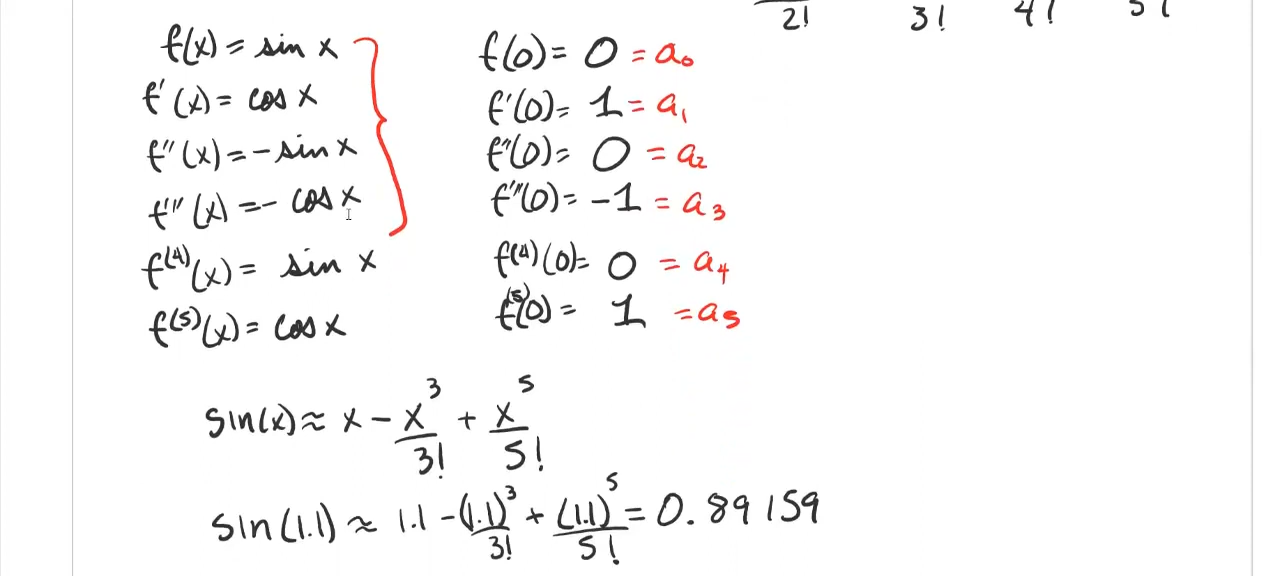 2! 3! 4! 5!
f(x) = sin x f(0) = 0 = a₀
f'(x) = cos x f'(0) = 1 = a₁
f''(x) = - sin x f''(0) = 0 = a₂
f'''(x) = - cos x f'''(0) = -1 = a₃
f⁽⁴⁾(x) = sin x f⁽⁴⁾(0) = 0 = a₄
f⁽⁵⁾(x) = cos x f⁽⁵⁾(0) = 1 = a₅
sin(x) ≈ x - x³/3! + x⁵/5!
sin(1.1) ≈ 1.1 - (1.1)³/3! + (1.1)⁵/5! = 0.89159